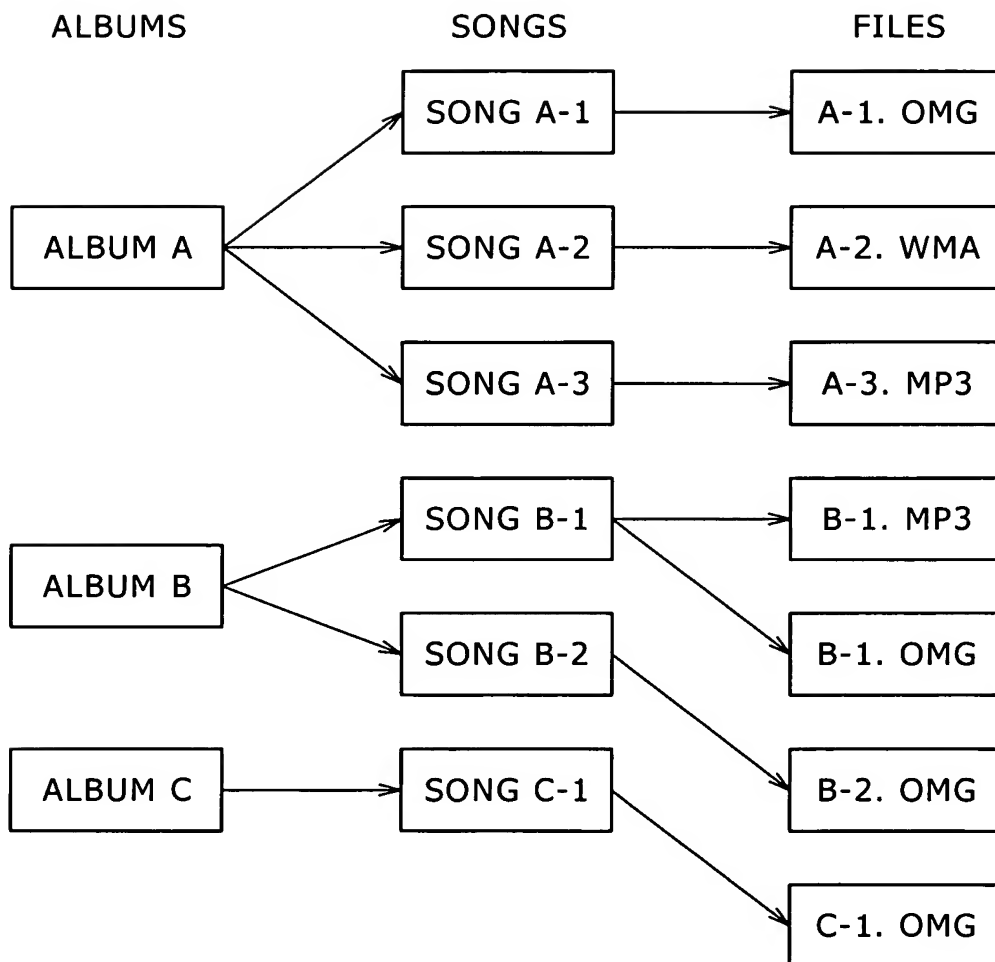 ALBUMS SONGS FILES
SONG A-1 A-1. OMG
ALBUM A SONG A-2 A-2. WMA
SONG A-3 A-3. MP3
SONG B-1 B-1. MP3
ALBUM B
SONG B-2 B-1. OMG
ALBUM C SONG C-1 B-2. OMG
C-1. OMG